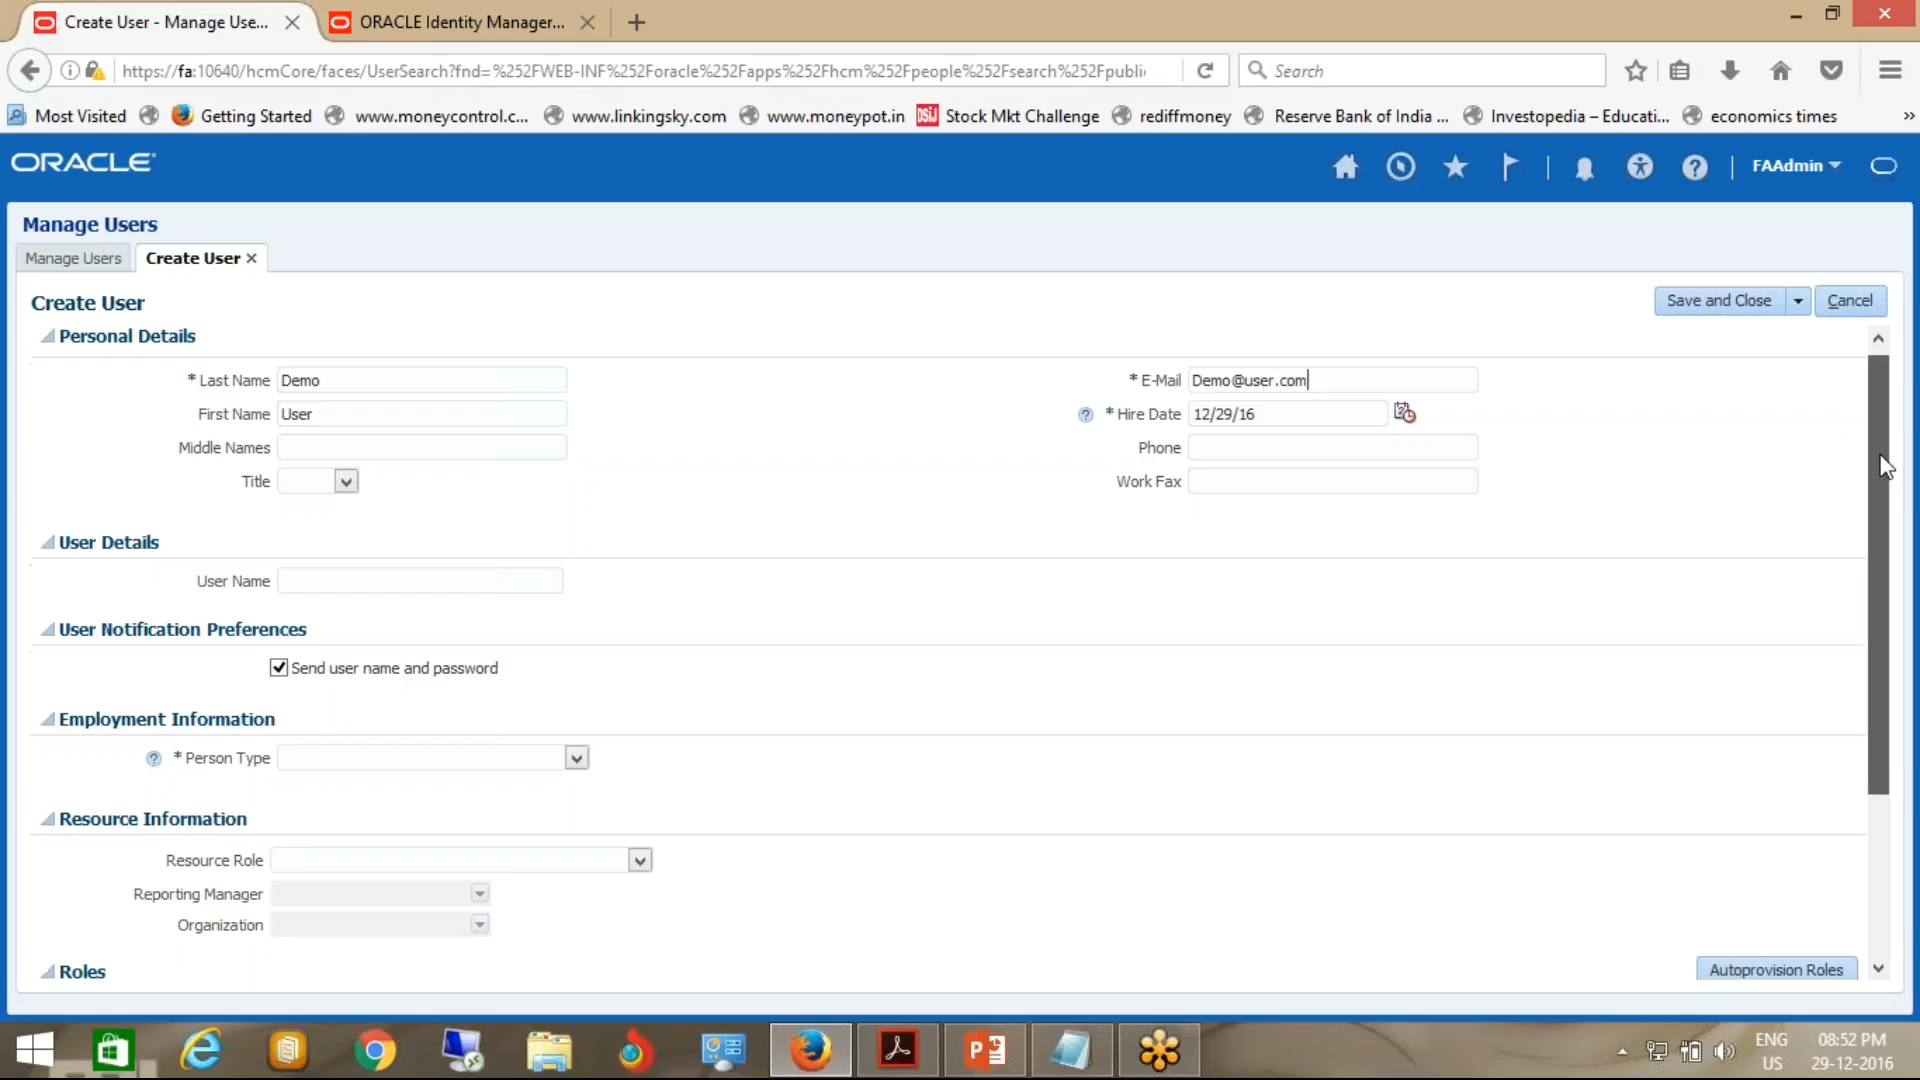 Create User - Manage Use...
ORACLE Identity Manager...
https://fa:10640/hcmCore/faces/UserSearch?fnd=%252FWEB-INF%252Foracle%252Fapps%252Fhcm%252Fpeople%252Fsearch%252Fpubli
Search
Most Visited
Getting Started
www.moneycontrol.c...
www.linkingsky.com
www.moneypot.in
DSIJ
Stock Mkt Challenge
rediffmoney
Reserve Bank of India ...
Investopedia – Educati...
economics times
»
ORACLE
FAAdmin
Manage Users
Manage Users
Create User
Create User
Save and Close
Cancel
Personal Details
* Last Name Demo
* E-Mail Demo@user.com
First Name User
* Hire Date 12/29/16
Middle Names
Phone
Title
Work Fax
User Details
User Name
User Notification Preferences
Send user name and password
Employment Information
* Person Type
Resource Information
Resource Role
Reporting Manager
Organization
Roles
Autoprovision Roles
ENG
US
08:52 PM
29-12-2016